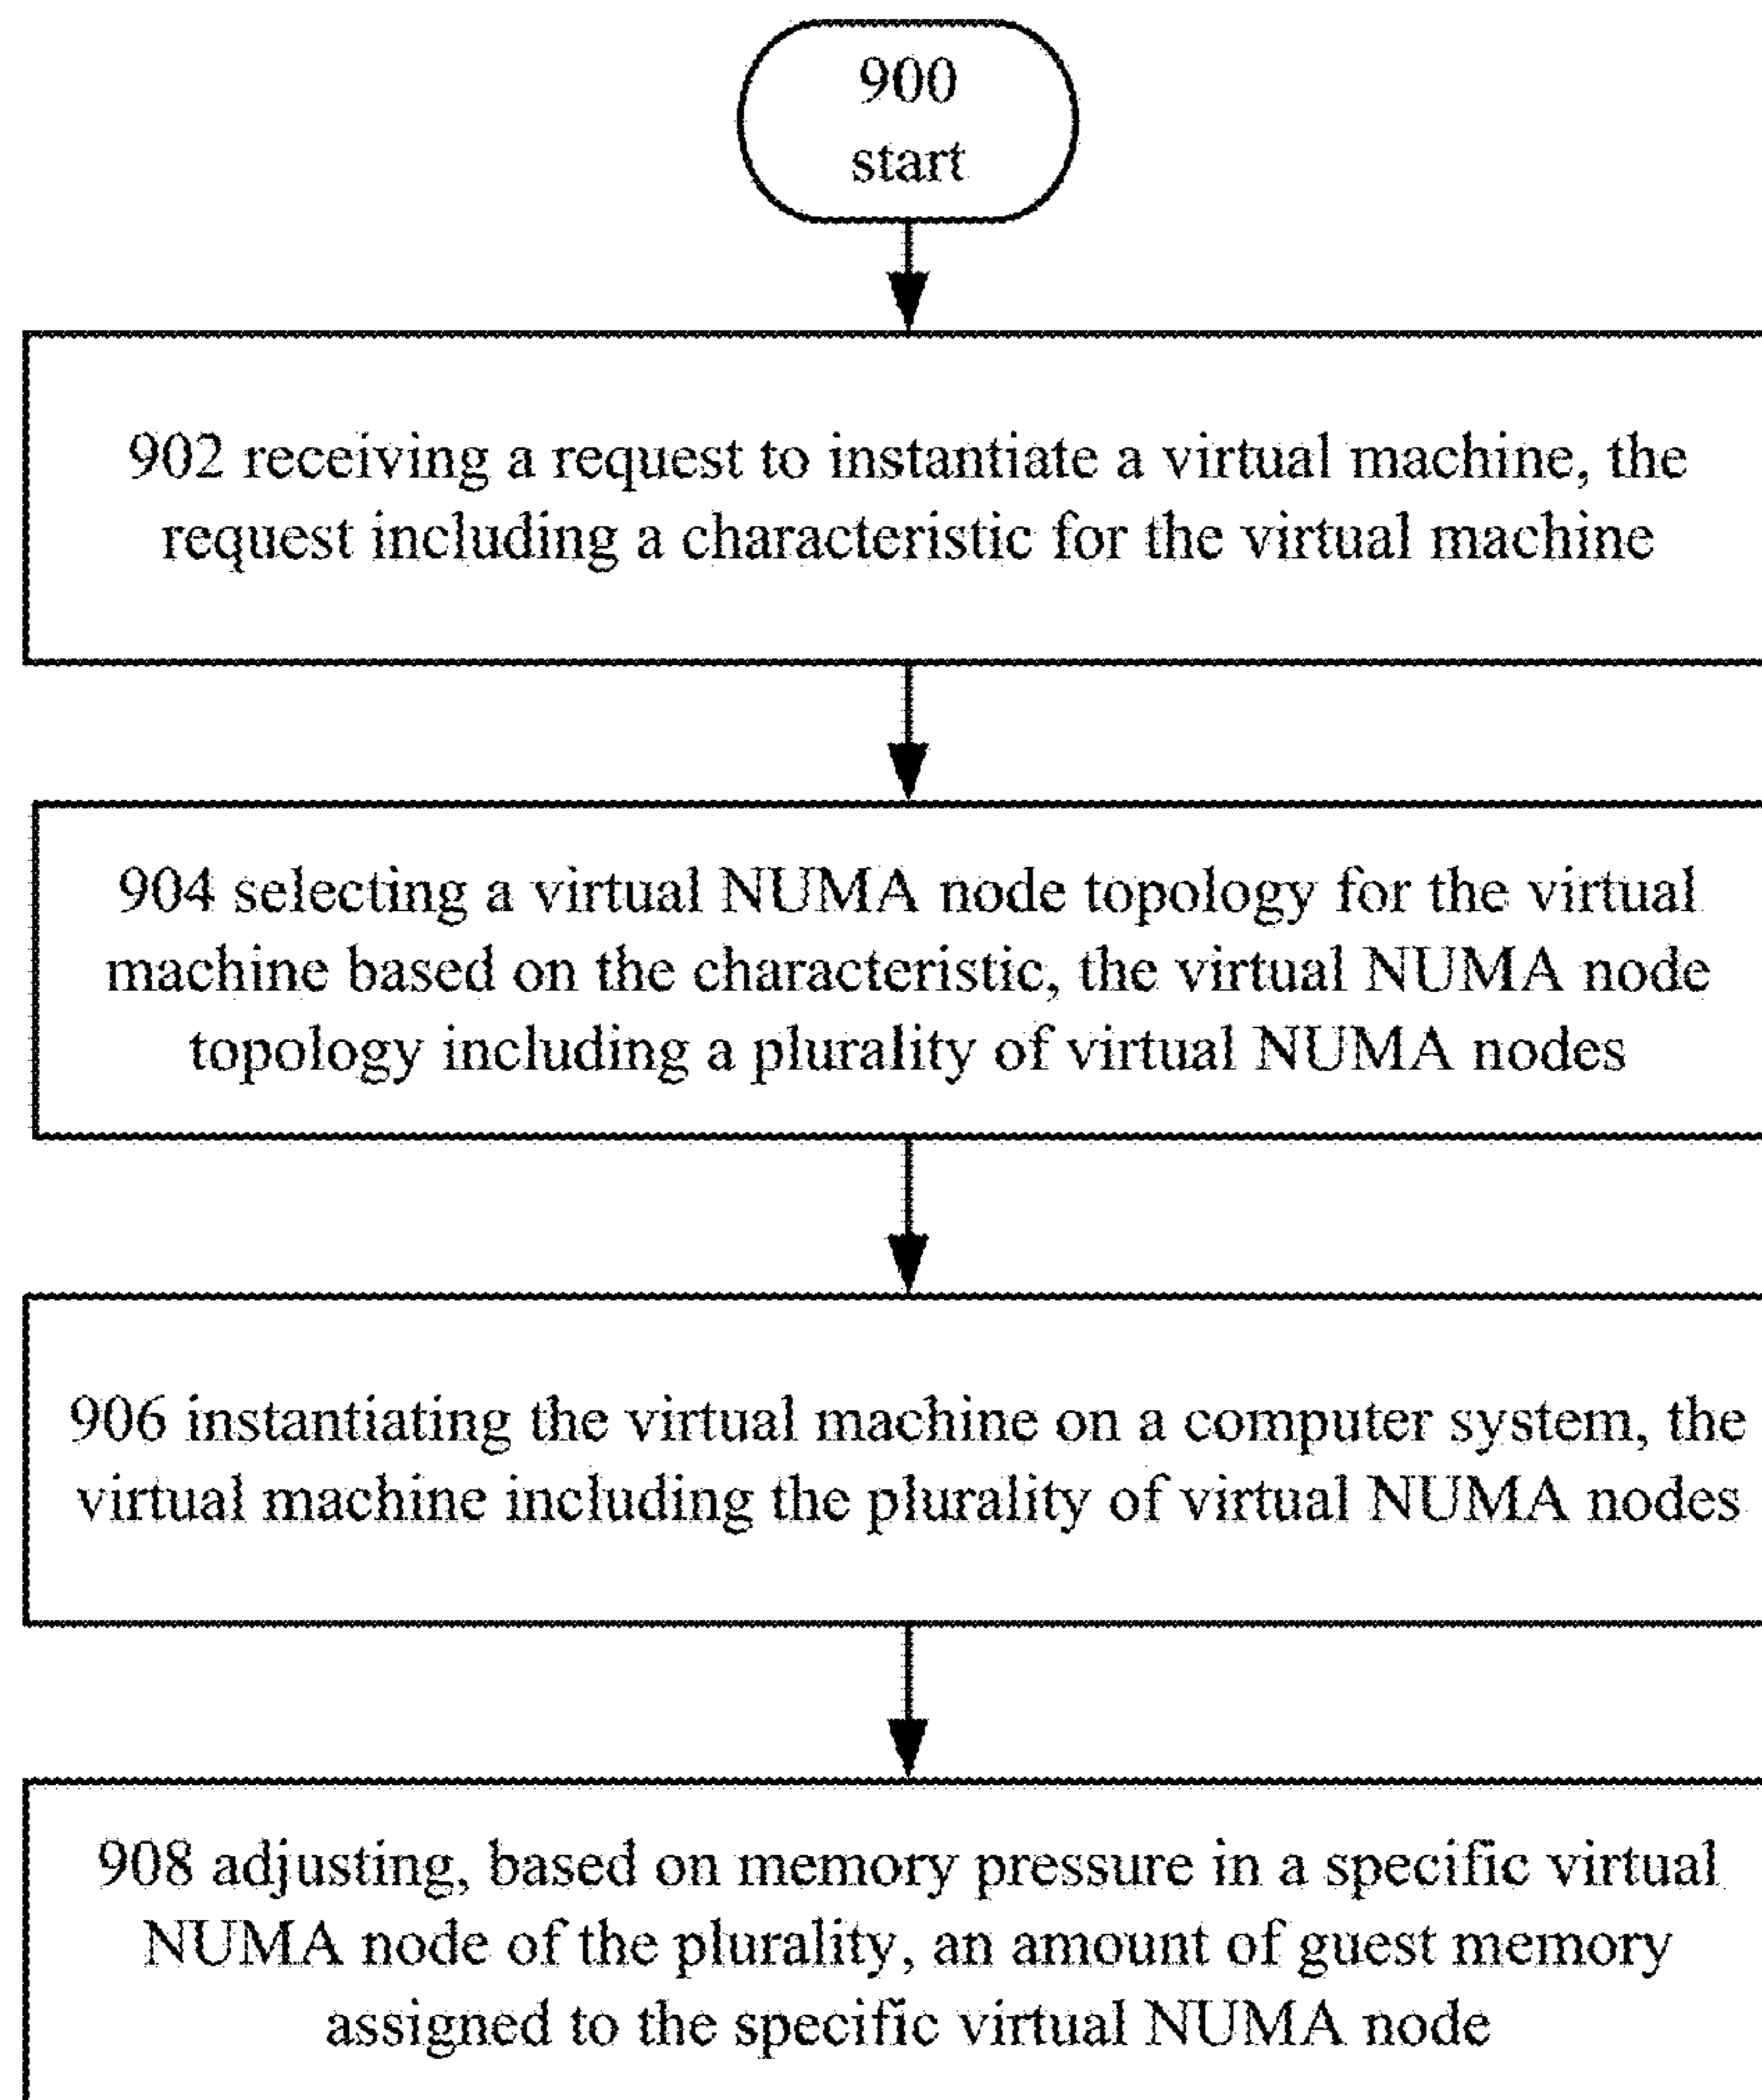 900
start
902 receiving a request to instantiate a virtual machine, the
request including a characteristic for the virtual machine
904 selecting a virtual NUMA node topology for the virtual
machine based on the characteristic, the virtual NUMA node
topology including a plurality of virtual NUMA nodes
906 instantiating the virtual machine on a computer system, the
virtual machine including the plurality of virtual NUMA nodes
908 adjusting, based on memory pressure in a specific virtual
NUMA node of the plurality, an amount of guest memory
assigned to the specific virtual NUMA node